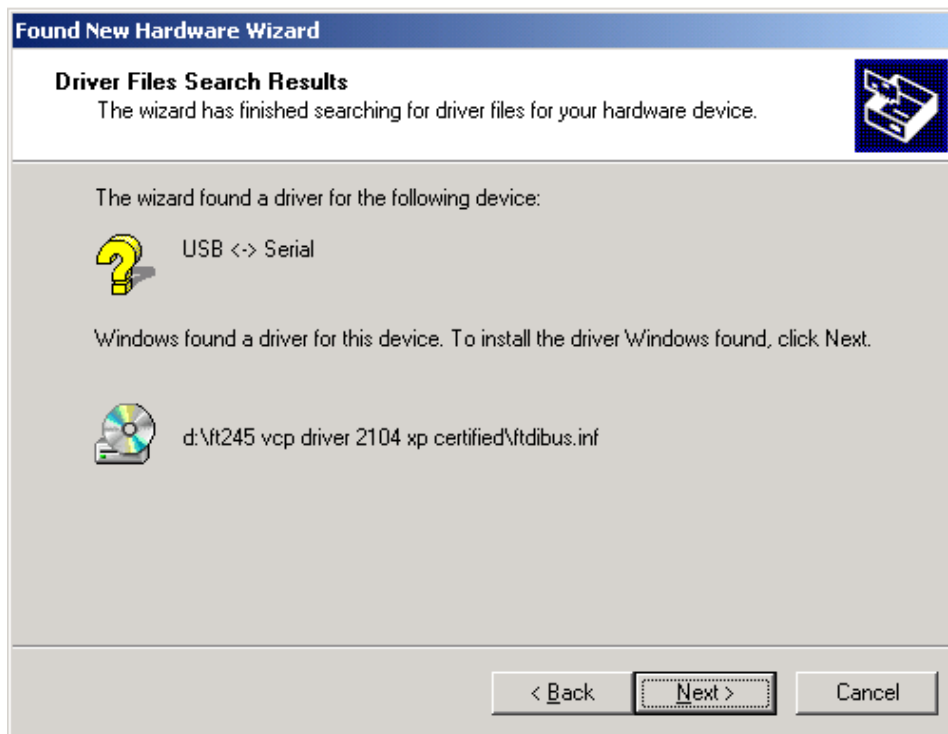 Found New Hardware Wizard
Driver Files Search Results
The wizard has finished searching for driver files for your hardware device.
The wizard found a driver for the following device:
USB <-> Serial
Windows found a driver for this device. To install the driver Windows found, click Next.
d:\ft245 vcp driver 2104 xp certified\ftdibus.inf
< Back Next > Cancel